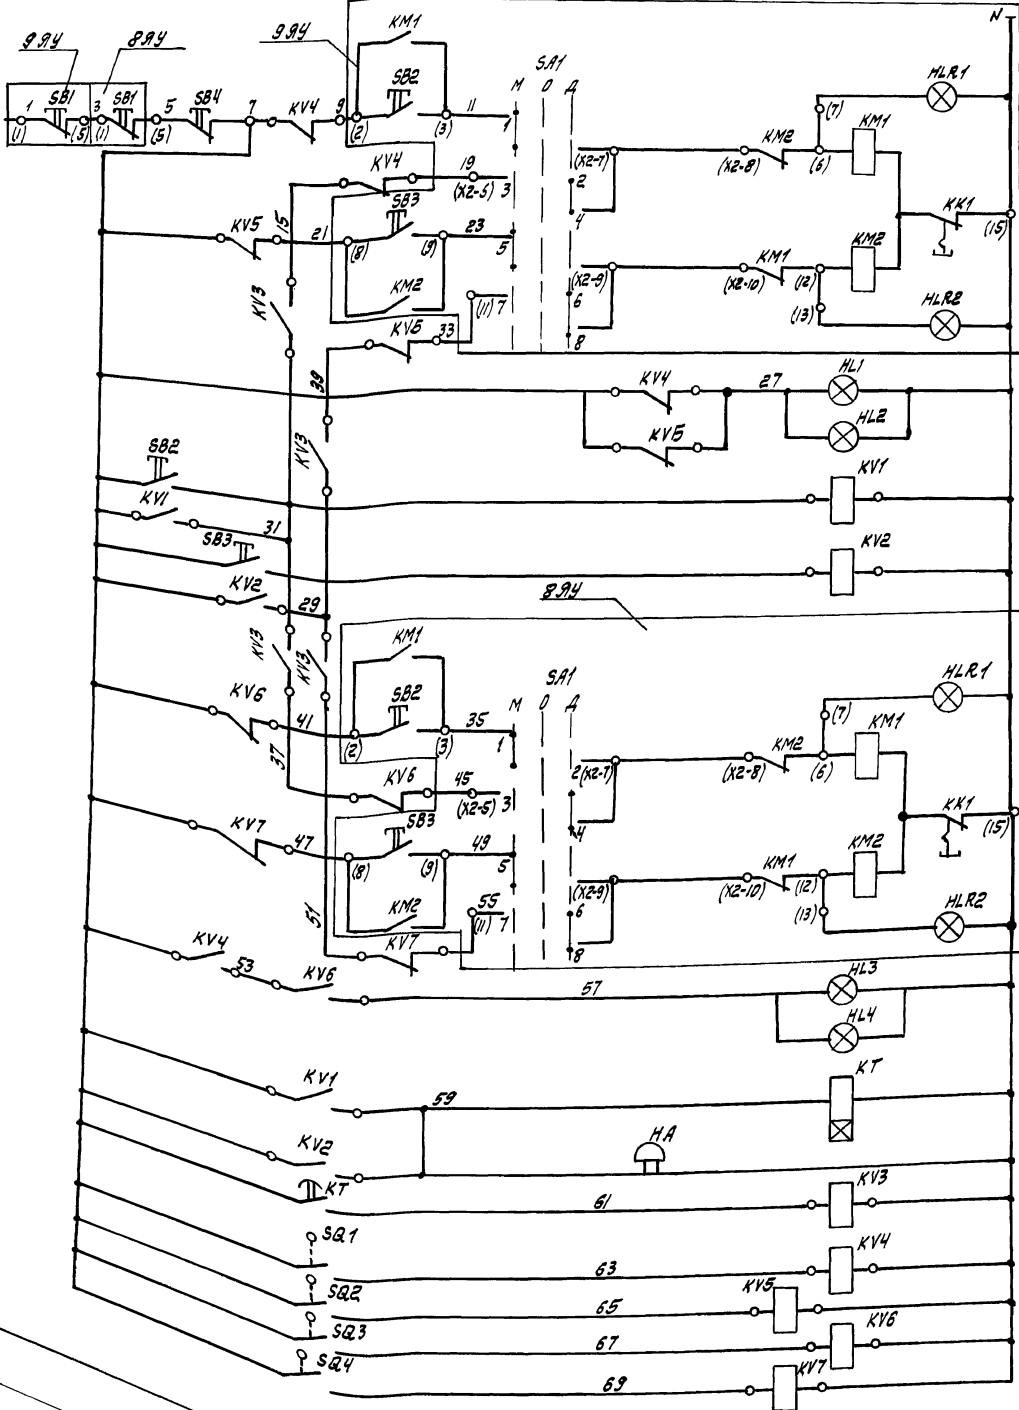 9ЯУ 8ЯУ 9ЯУ KM1 N
SA1
1 SB1 3 SB1 5 SB4 7 KV4 9 SB2 11 M O Д HLR1
(1) (5) (1) (5) (2) (3) 1 (7) KM1
KM2
KV4 19 (X2-7) (X2-8) (6)
(X2-5) 3 2
SB3 4 KK1
15 KV5 21 23 (15)
(8) (9) 5 KM2
KM1
(X2-9) (X2-10) (12)
KV3 KM2 (11) 7 6 (13) HLR2
KV5 33 8
39 KV4 27 HL1
HL2
KV5
KV3
SB2 KV1
KV1 31
SB3 KV2
KV2 29
8ЯУ
KV3 KV3 KM1
SA1 HLR1
KV6 41 SB2 35 M O Д (7) KM1
(2) (3) 1 KM2
37 KV6 45 2 (X2-7) (X2-8) (6)
(X2-5) 3
SB3 4 KK1
KV7 47 49 (15)
(8) (9) 5 KM2
KM1
(X2-9) (X2-10) (12)
51 KM2 55 6 (13) HLR2
(11) 7
KV4 KV7 8
53 KV6 57 HL3
HL4
KV1 59 KT
KV2 HA
KT 61 KV3
SQ1 63 KV4
SQ2 65 KV5
SQ3 67 KV6
SQ4 69 KV7